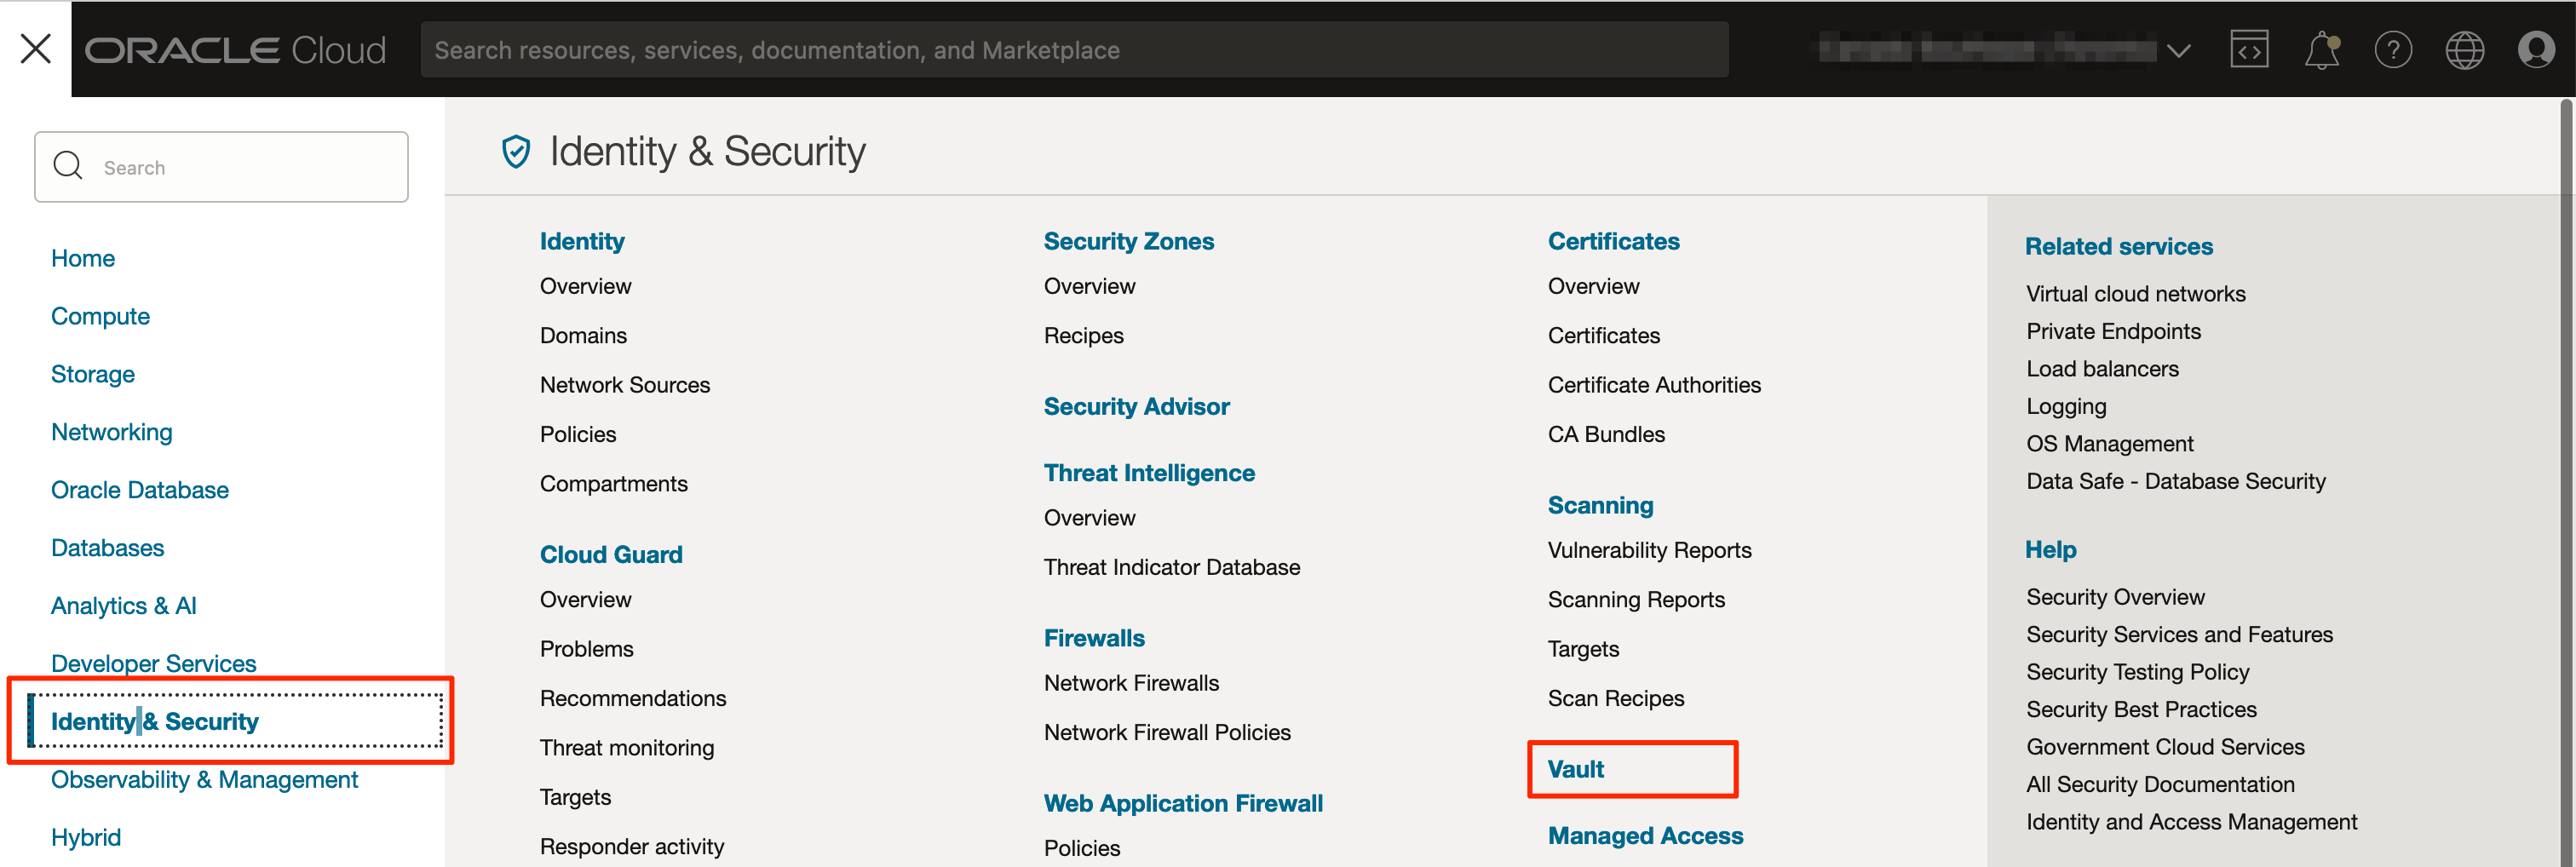 ORACLE Cloud
Search resources, services, documentation, and Marketplace
Search
Home
Compute
Storage
Networking
Oracle Database
Databases
Analytics & AI
Developer Services
Identity & Security
Observability & Management
Hybrid
Identity & Security
Identity
Overview
Domains
Network Sources
Policies
Compartments
Cloud Guard
Overview
Problems
Recommendations
Threat monitoring
Targets
Responder activity
Security Zones
Overview
Recipes
Security Advisor
Threat Intelligence
Overview
Threat Indicator Database
Firewalls
Network Firewalls
Network Firewall Policies
Web Application Firewall
Policies
Certificates
Overview
Certificates
Certificate Authorities
CA Bundles
Scanning
Vulnerability Reports
Scanning Reports
Targets
Scan Recipes
Vault
Managed Access
Related services
Virtual cloud networks
Private Endpoints
Load balancers
Logging
OS Management
Data Safe - Database Security
Help
Security Overview
Security Services and Features
Security Testing Policy
Security Best Practices
Government Cloud Services
All Security Documentation
Identity and Access Management